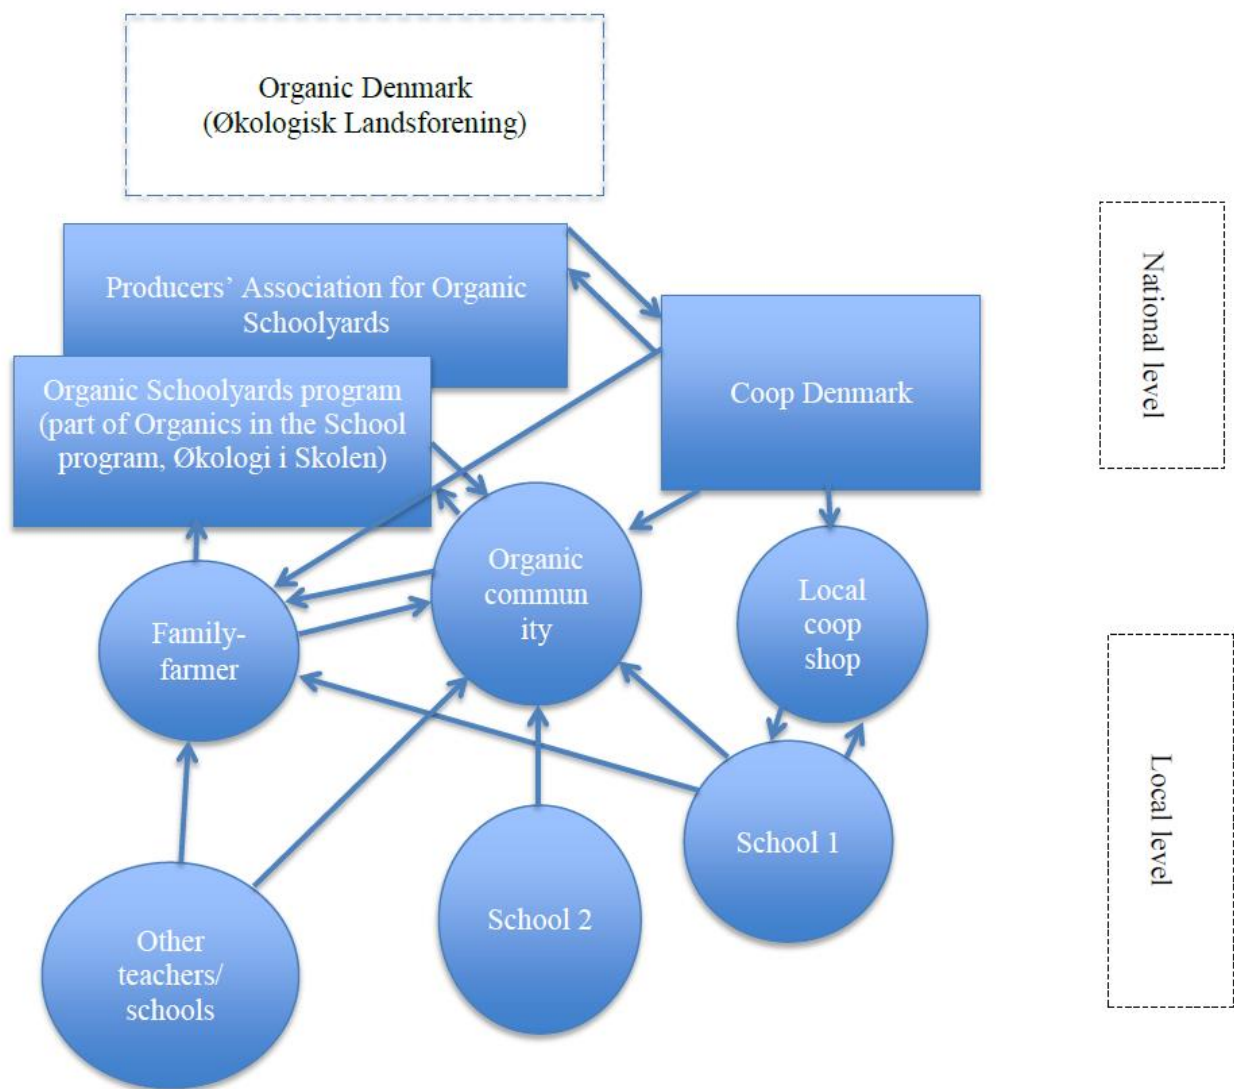 Organic Denmark
(Økologisk Landsforening)
Producers’ Association for Organic
Schoolyards
Organic Schoolyards program
(part of Organics in the School
program, Økologi i Skolen)
Coop Denmark
National level
Organic
commun
ity
Local
coop
shop
Family-
farmer
Local level
School 1
School 2
Other
teachers/
schools